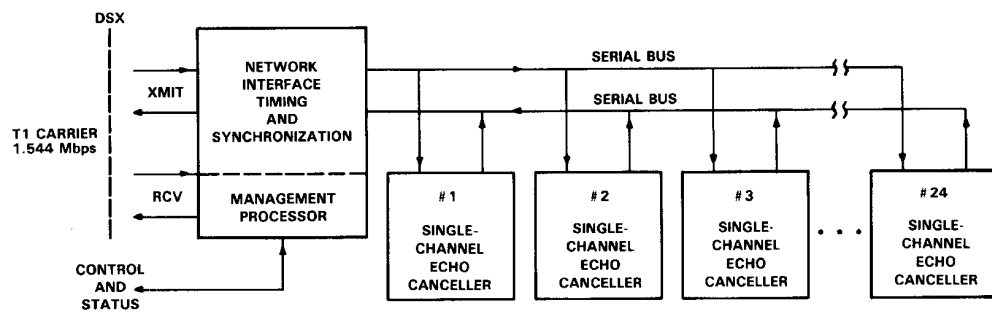 DSX
XMIT
T1 CARRIER
1.544 Mbps
RCV
CONTROL
AND
STATUS
NETWORK
INTERFACE
TIMING
AND
SYNCHRONIZATION
MANAGEMENT
PROCESSOR
SERIAL BUS
SERIAL BUS
#1
SINGLE-
CHANNEL
ECHO
CANCELLER
#2
SINGLE-
CHANNEL
ECHO
CANCELLER
#3
SINGLE-
CHANNEL
ECHO
CANCELLER
#24
SINGLE-
CHANNEL
ECHO
CANCELLER